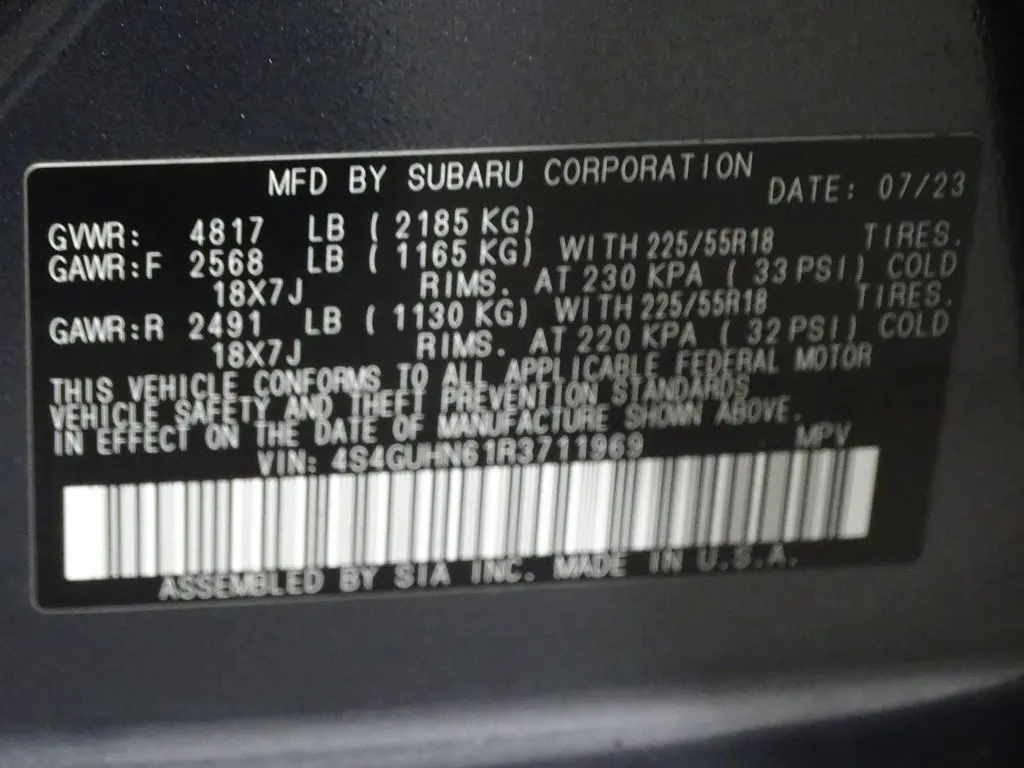 MFD BY SUBARU CORPORATION DATE: 07/23
GVWR: 4817 LB ( 2185 KG)
GAWR:F 2568 LB ( 1165 KG) WITH 225/55R18 TIRES.
18X7J RIMS. AT 230 KPA ( 33 PSI) COLD
GAWR:R 2491 LB ( 1130 KG) WITH 225/55R18 TIRES.
18X7J RIMS. AT 220 KPA ( 32 PSI) COLD
THIS VEHICLE CONFORMS TO ALL APPLICABLE FEDERAL MOTOR
VEHICLE SAFETY AND THEFT PREVENTION STANDARDS
IN EFFECT ON THE DATE OF MANUFACTURE SHOWN ABOVE.
VIN: 4S4GUHN61R3711969 MPV
ASSEMBLED BY SIA INC. MADE IN U.S.A.